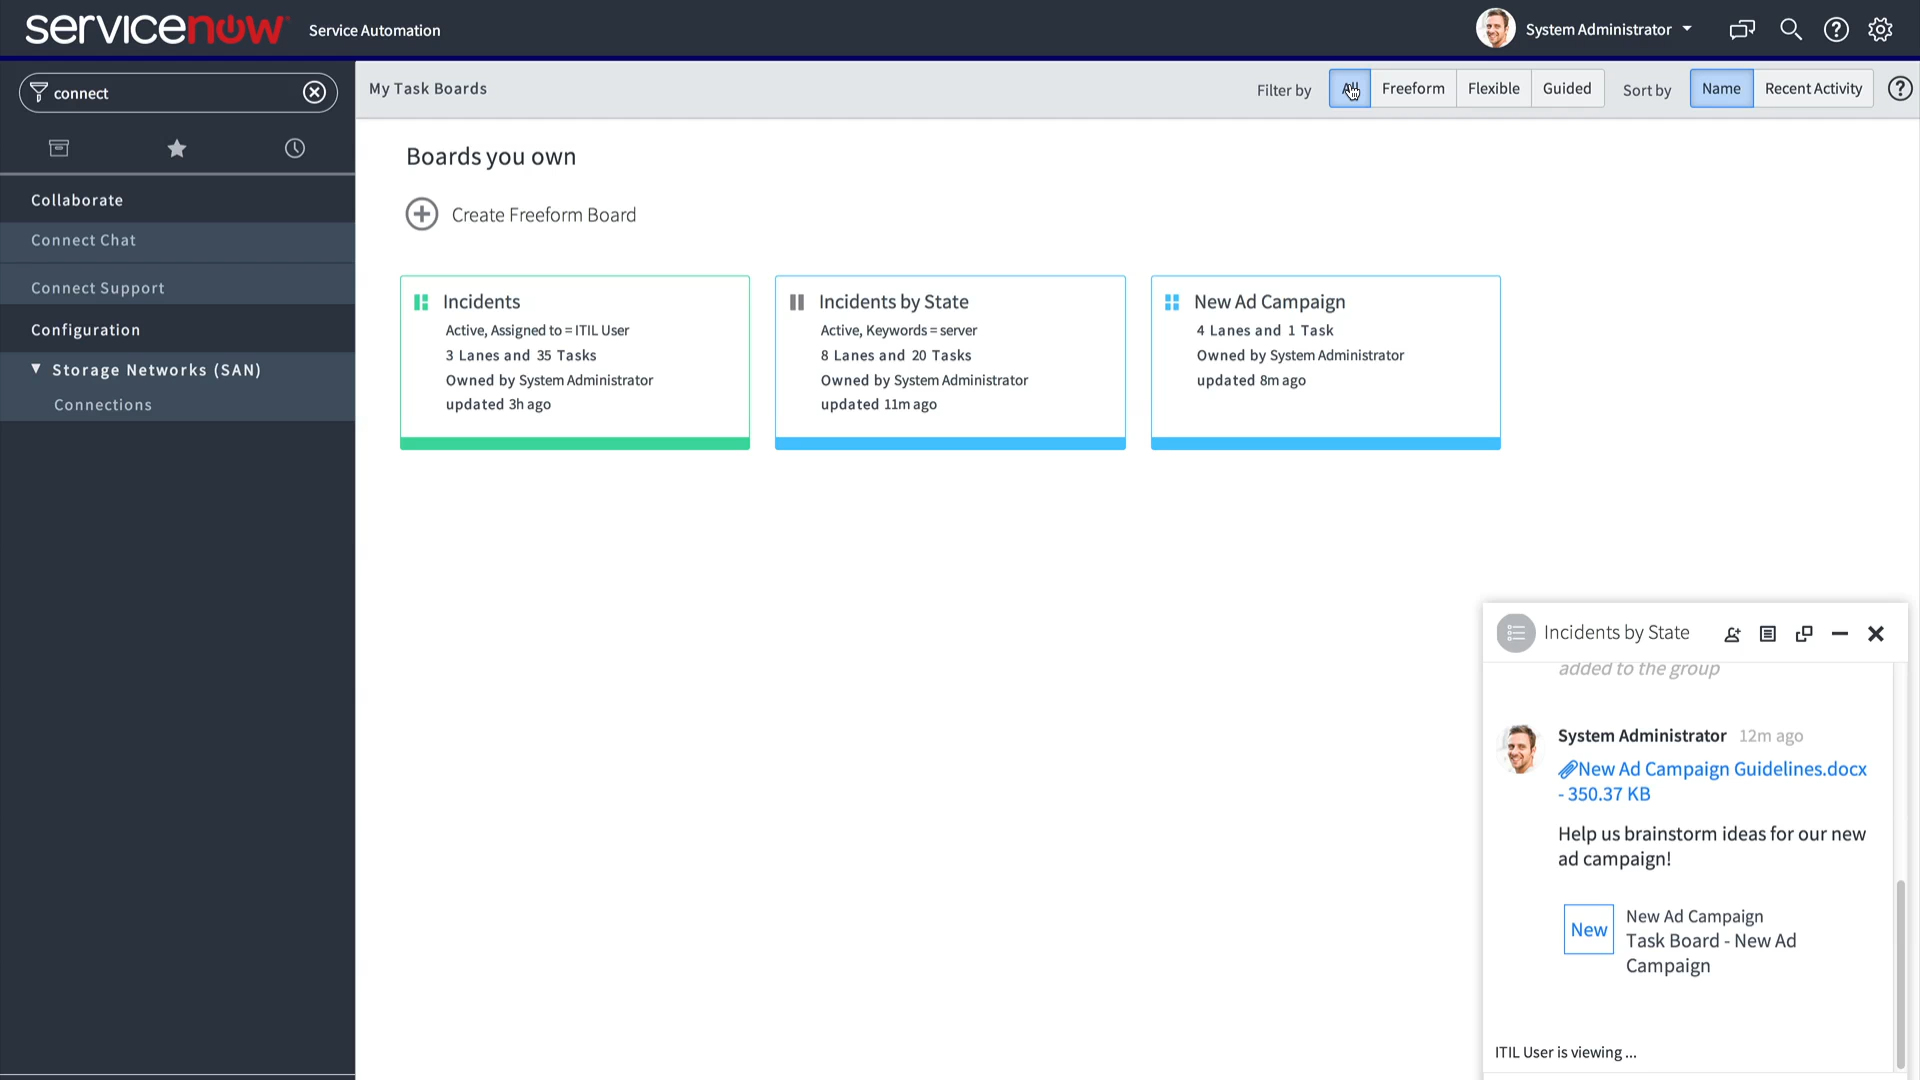 servicenow Service Automation
System Administrator
connect
My Task Boards
Filter by
All
Freeform
Flexible
Guided
Sort by
Name
Recent Activity
Collaborate
Connect Chat
Connect Support
Configuration
Storage Networks (SAN)
Connections
Boards you own
Create Freeform Board
Incidents
Active, Assigned to = ITIL User
3 Lanes and 35 Tasks
Owned by System Administrator
updated 3h ago
Incidents by State
Active, Keywords = server
8 Lanes and 20 Tasks
Owned by System Administrator
updated 11m ago
New Ad Campaign
4 Lanes and 1 Task
Owned by System Administrator
updated 8m ago
Incidents by State
added to the group
System Administrator 12m ago
New Ad Campaign Guidelines.docx
- 350.37 KB
Help us brainstorm ideas for our new
ad campaign!
New
New Ad Campaign
Task Board - New Ad
Campaign
ITIL User is viewing ...